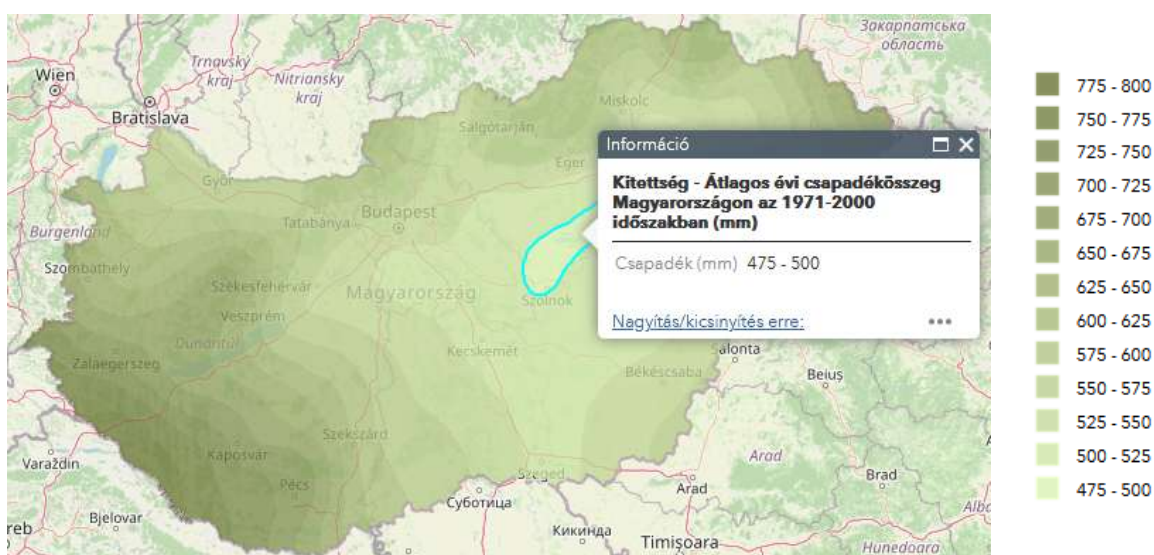 Закарпатска
область
Trnavský
kraj
Nitriansky
kraj
Wien
Bratislava
Miskolc
Salgótarján
Eger
Győr
Budapest
Tatabánya
Burgenland
Szombathely
Székesfehérvár
Magyarország
Szolnok
Veszprém
Dunántúl
Zalaegerszeg
Kecskemét
Békéscsaba
Salonta
Beiuș
Szekszárd
Kaposvár
Pécs
Szeged
Varaždin
Arad
Brad
Arad
Суботица
Bjelovar
reb
Кикинда
Timișoara
Hunedoara
Alba
Információ
Kitettség - Átlagos évi csapadékösszeg
Magyarországon az 1971-2000
időszakban (mm)
Csapadék (mm) 475 - 500
Nagyítás/kicsinyítés erre:
775 - 800
750 - 775
725 - 750
700 - 725
675 - 700
650 - 675
625 - 650
600 - 625
575 - 600
550 - 575
525 - 550
500 - 525
475 - 500